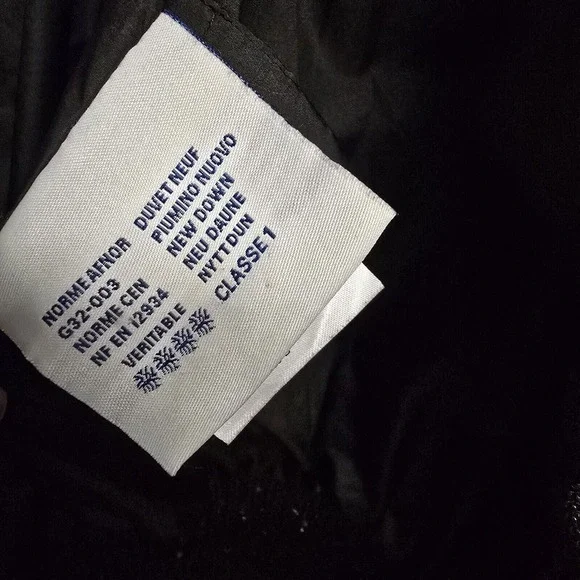 DUVET NEUF
PIUMINO NUOVO
NEW DOWN
NEU DAUNE
NYTT DUN
CLASSE 1
NORME AFNOR
G32-003
NORME CEN
NF EN 12934
VERITABLE